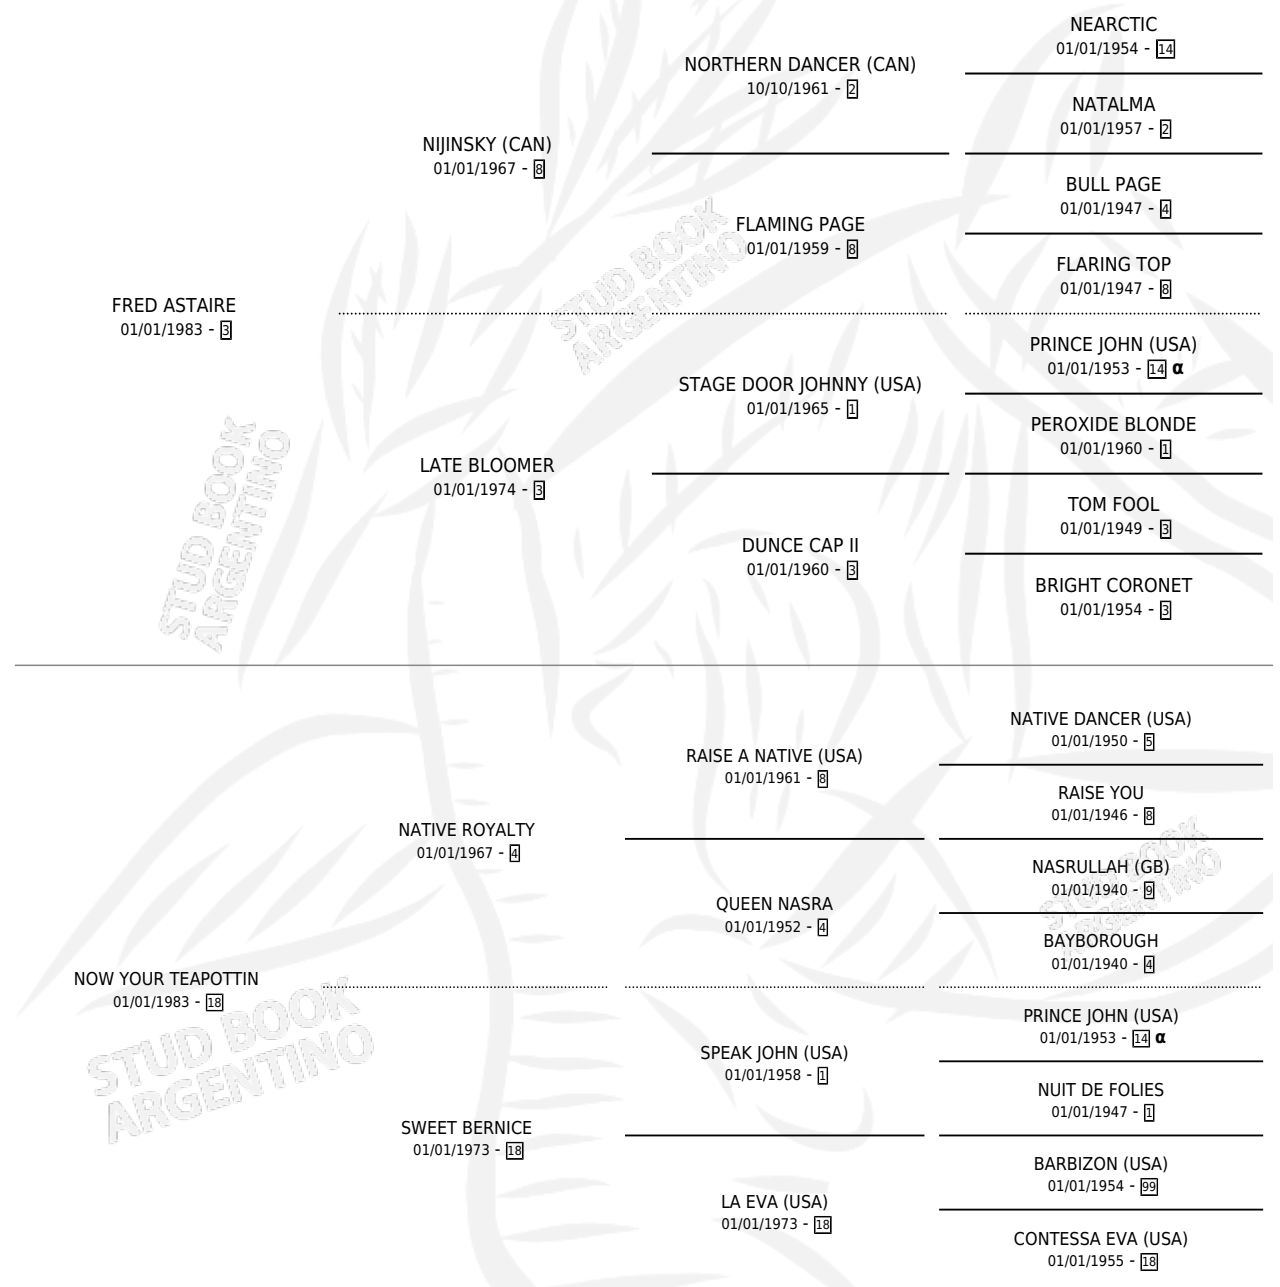 NEARCTIC
01/01/1954 - 14
NORTHERN DANCER (CAN)
10/10/1961 - 2
NATALMA
01/01/1957 - 2
NIJINSKY (CAN)
01/01/1967 - 8
BULL PAGE
01/01/1947 - 4
FLAMING PAGE
01/01/1959 - 8
FLARING TOP
01/01/1947 - 8
FRED ASTAIRE
01/01/1983 - 3
PRINCE JOHN (USA)
01/01/1953 - 14 α
STAGE DOOR JOHNNY (USA)
01/01/1965 - 1
PEROXIDE BLONDE
01/01/1960 - 1
LATE BLOOMER
01/01/1974 - 3
TOM FOOL
01/01/1949 - 3
DUNCE CAP II
01/01/1960 - 3
BRIGHT CORONET
01/01/1954 - 3
NATIVE DANCER (USA)
01/01/1950 - 5
RAISE A NATIVE (USA)
01/01/1961 - 8
RAISE YOU
01/01/1946 - 8
NATIVE ROYALTY
01/01/1967 - 4
NASRULLAH (GB)
01/01/1940 - 9
QUEEN NASRA
01/01/1952 - 4
BAYBOROUGH
01/01/1940 - 4
NOW YOUR TEAPOTTIN
01/01/1983 - 18
PRINCE JOHN (USA)
01/01/1953 - 14 α
SPEAK JOHN (USA)
01/01/1958 - 1
NUIT DE FOLIES
01/01/1947 - 1
SWEET BERNICE
01/01/1973 - 18
BARBIZON (USA)
01/01/1954 - 99
LA EVA (USA)
01/01/1973 - 18
CONTESSA EVA (USA)
01/01/1955 - 18
STUD BOOK
ARGENTINO
STUD BOOK
ARGENTINO
STUD BOOK
ARGENTINO
STUD BOOK
ARGENTINO